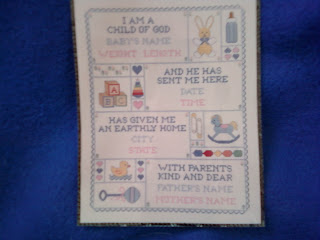 I AM A
CHILD OF GOD
BABY'S NAME
WEIGHT LENGTH
AND HE HAS
SENT ME HERE
DATE
TIME
HAS GIVEN ME
AN EARTHLY HOME
CITY
STATE
WITH PARENTS
KIND AND DEAR
FATHER'S NAME
MOTHER'S NAME